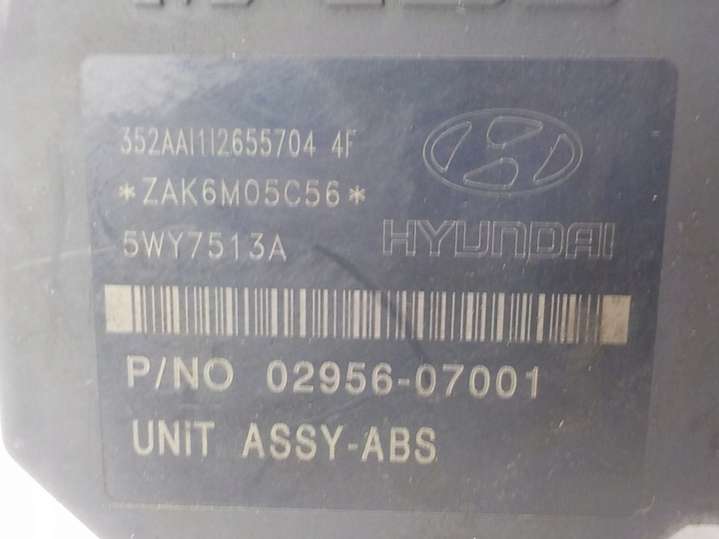 352AAI1I2655704 4F
*ZAK6M05C56*
5WY7513A
HYUNDAI
P/NO 02956-07001
UNIT ASSY-ABS